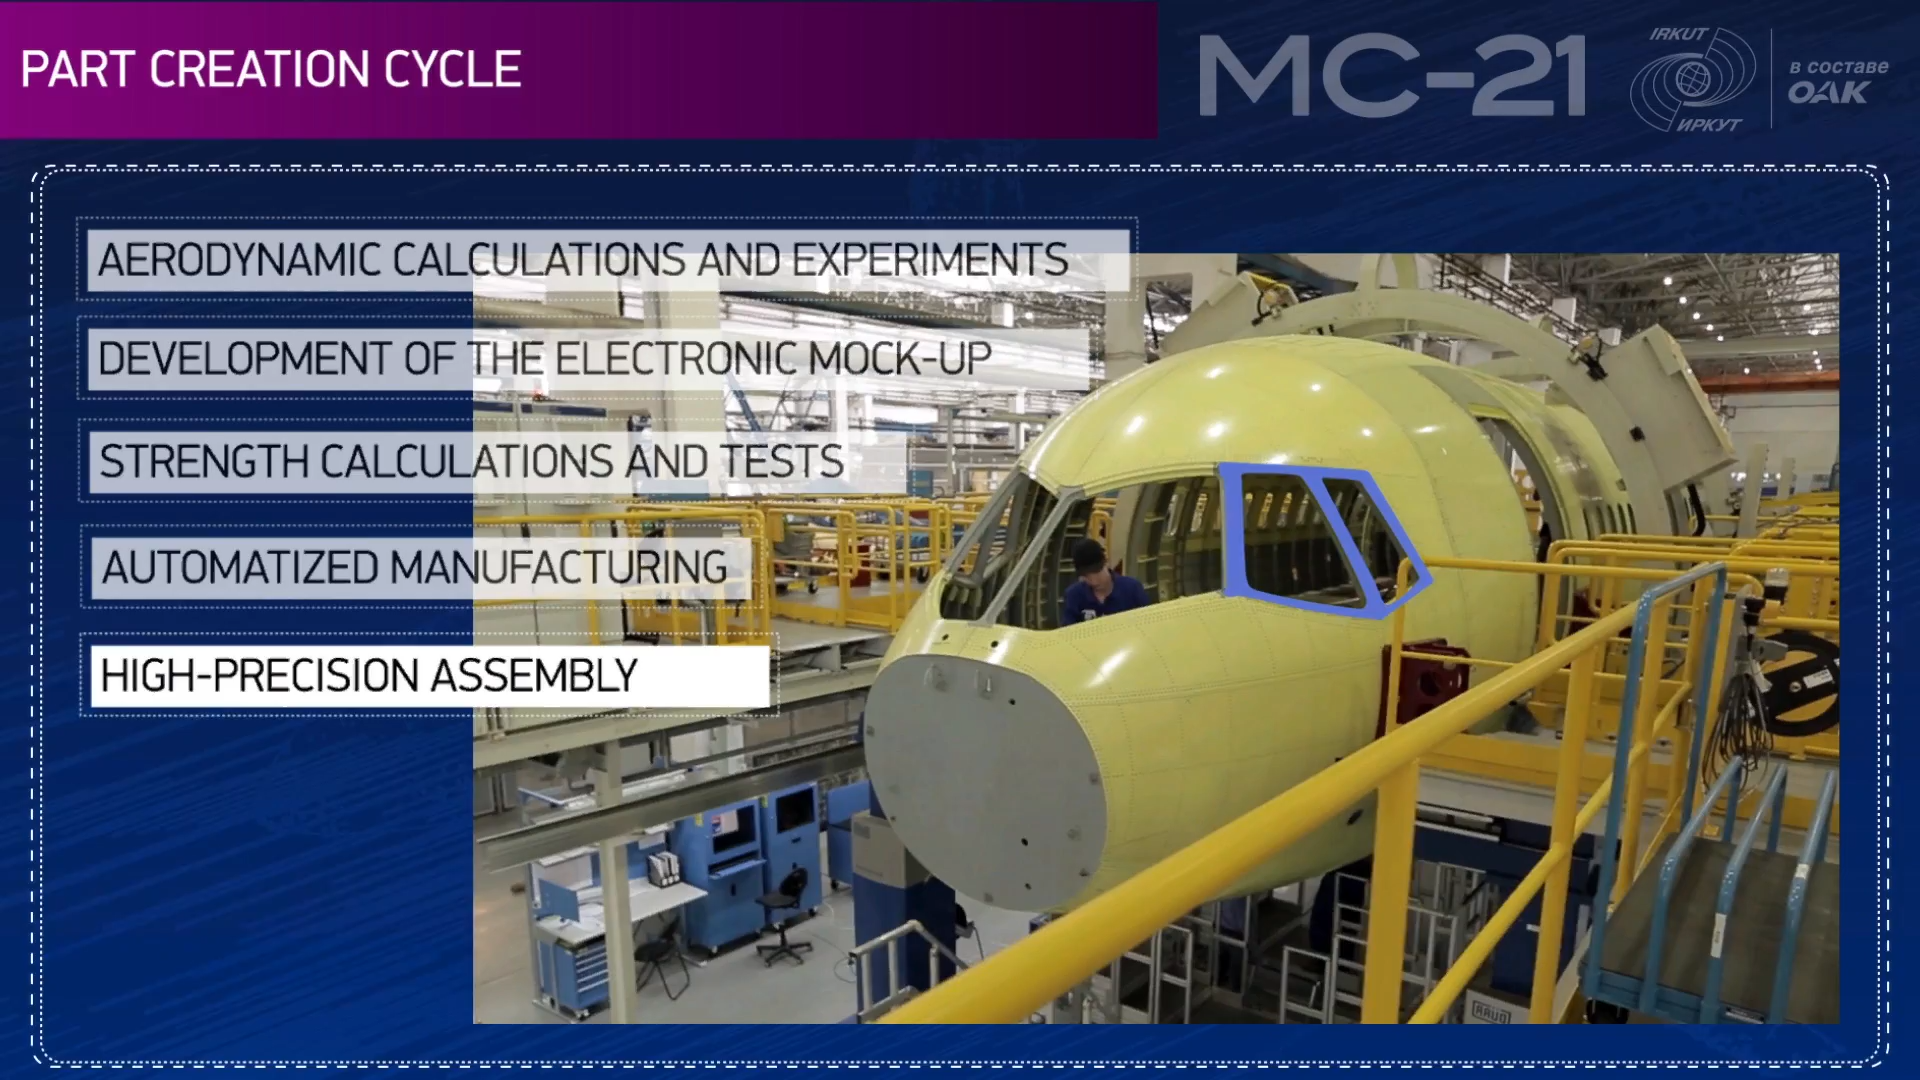 PART CREATION CYCLE
МС-21
IRKUT
ИРКУТ
в составе
ОАК
AERODYNAMIC CALCULATIONS AND EXPERIMENTS
DEVELOPMENT OF THE ELECTRONIC MOCK-UP
STRENGTH CALCULATIONS AND TESTS
AUTOMATIZED MANUFACTURING
HIGH-PRECISION ASSEMBLY